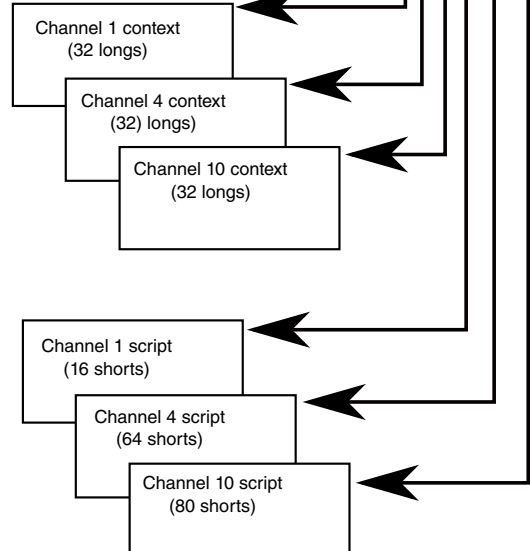 Channel 1 context
(32 longs)
Channel 4 context
(32) longs)
Channel 10 context
(32 longs)
Channel 1 script
(16 shorts)
Channel 4 script
(64 shorts)
Channel 10 script
(80 shorts)